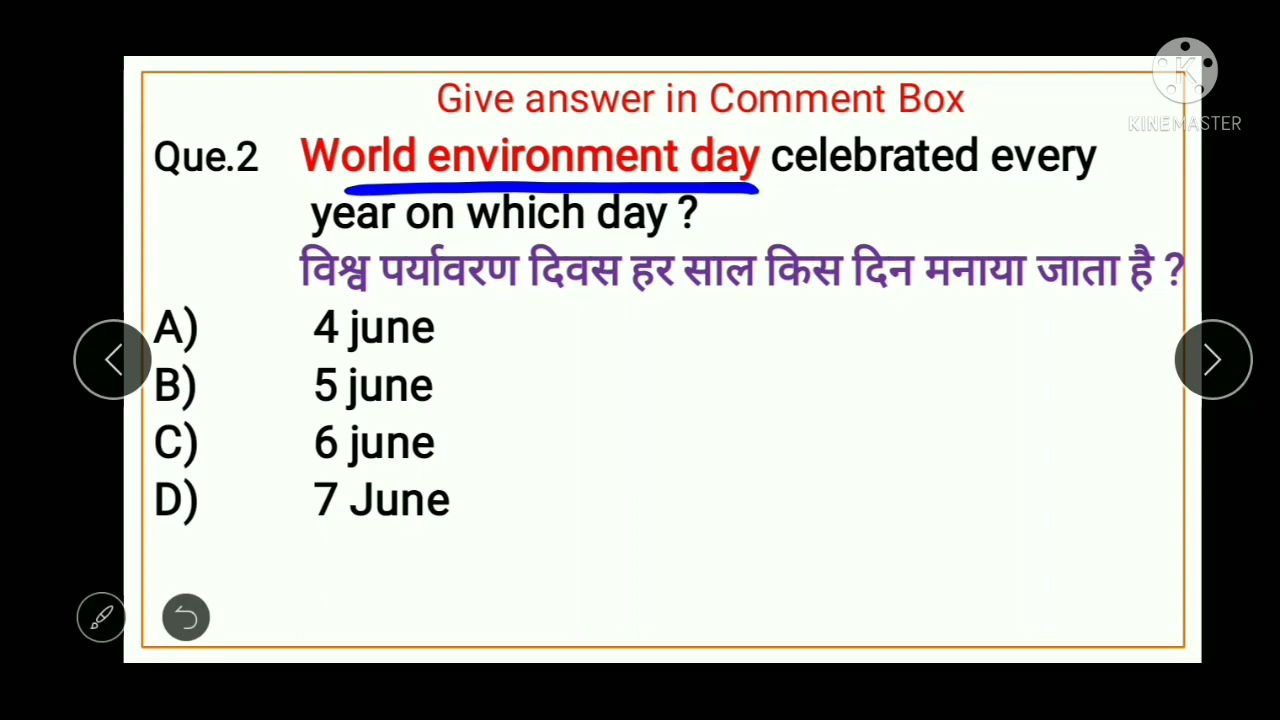 Give answer in Comment Box
KINEMASTER
Que.2 World environment day celebrated every
year on which day ?
विश्व पर्यावरण दिवस हर साल किस दिन मनाया जाता है ?
A) 4 june
B) 5 june
C) 6 june
D) 7 June